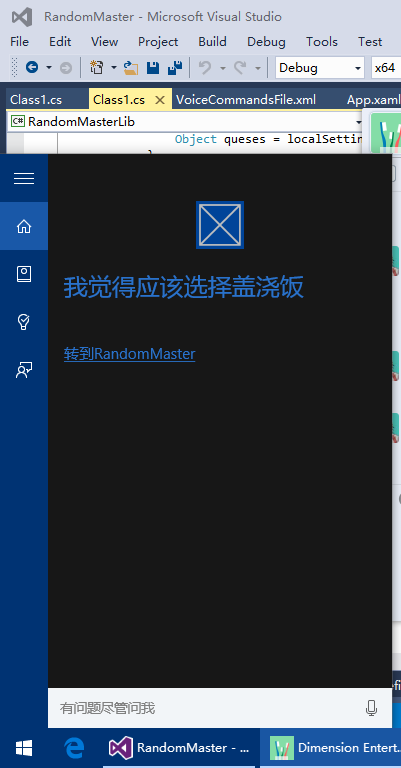 RandomMaster - Microsoft Visual Studio
File Edit View Project Build Debug Tools Test
Debug x64
Class1.cs Class1.cs VoiceCommandsFile.xml App.xaml
C# RandomMasterLib
Object queses = localSettin
}
我觉得应该选择盖浇饭
转到RandomMaster
有问题尽管问我
RandomMaster - ... Dimension Entert...